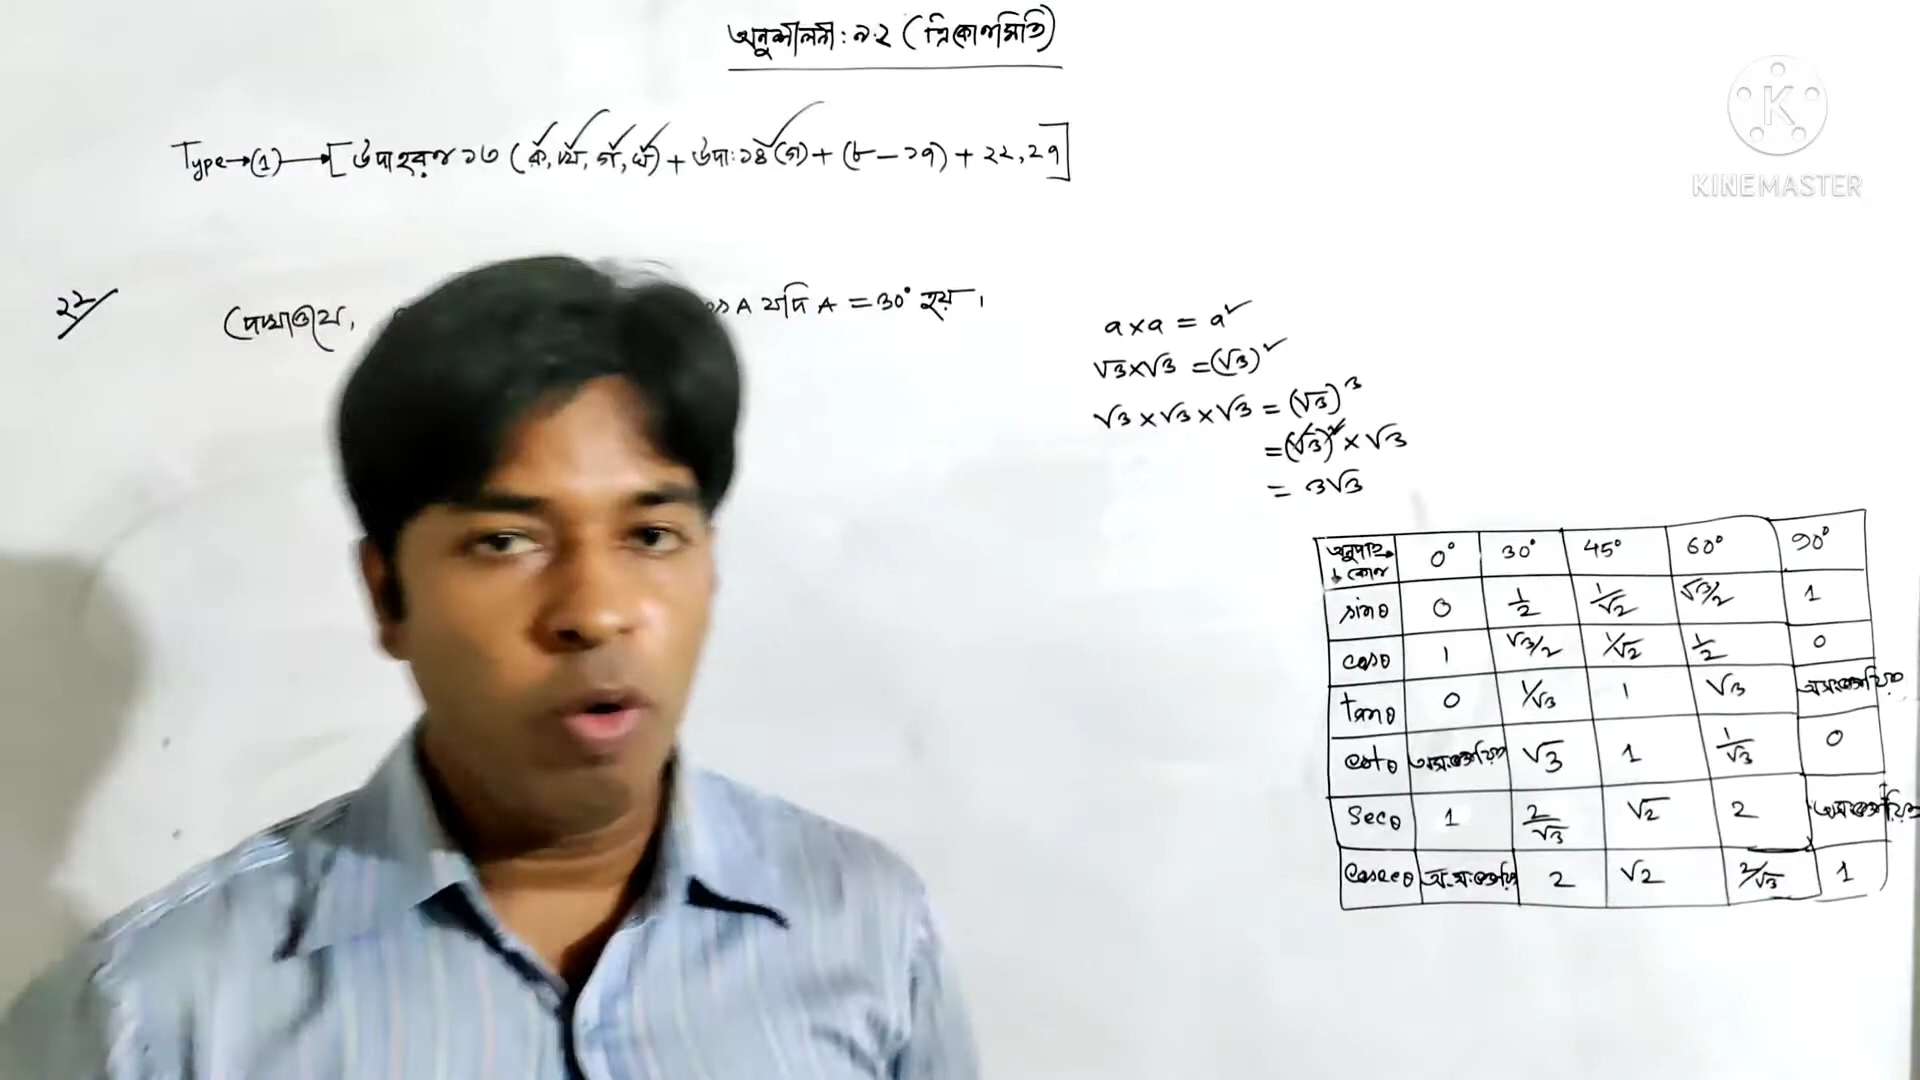 অনুশীলনী: ৯.২ (ত্রিকোণমিতি)
Type→(1)→[উদাহরণ ১৩ (ক, খ, গ, ঘ) + উদা: ১৪ (গ) + (৮ – ১৭) + ২২, ২৭]
২২/ দেখাও যে, A যদি A = 30° হয়।
a×a = a²
√3×√3 = (√3)²
√3 × √3 × √3 = (√3)³
= (√3)² × √3
= 3√3
অনুপাত→ ↓ কোণ 0° 30° 45° 60° 90°
sinθ 0 1/2 1/√2 √3/2 1
cosθ 1 √3/2 1/√2 1/2 0
tanθ 0 1/√3 1 √3 অসংজ্ঞায়িত
cotθ অসংজ্ঞায়িত √3 1 1/√3 0
Secθ 1 2/√3 √2 2 অসংজ্ঞায়িত
Cosecθ অসংজ্ঞায়িত 2 √2 2/√3 1
KINEMASTER